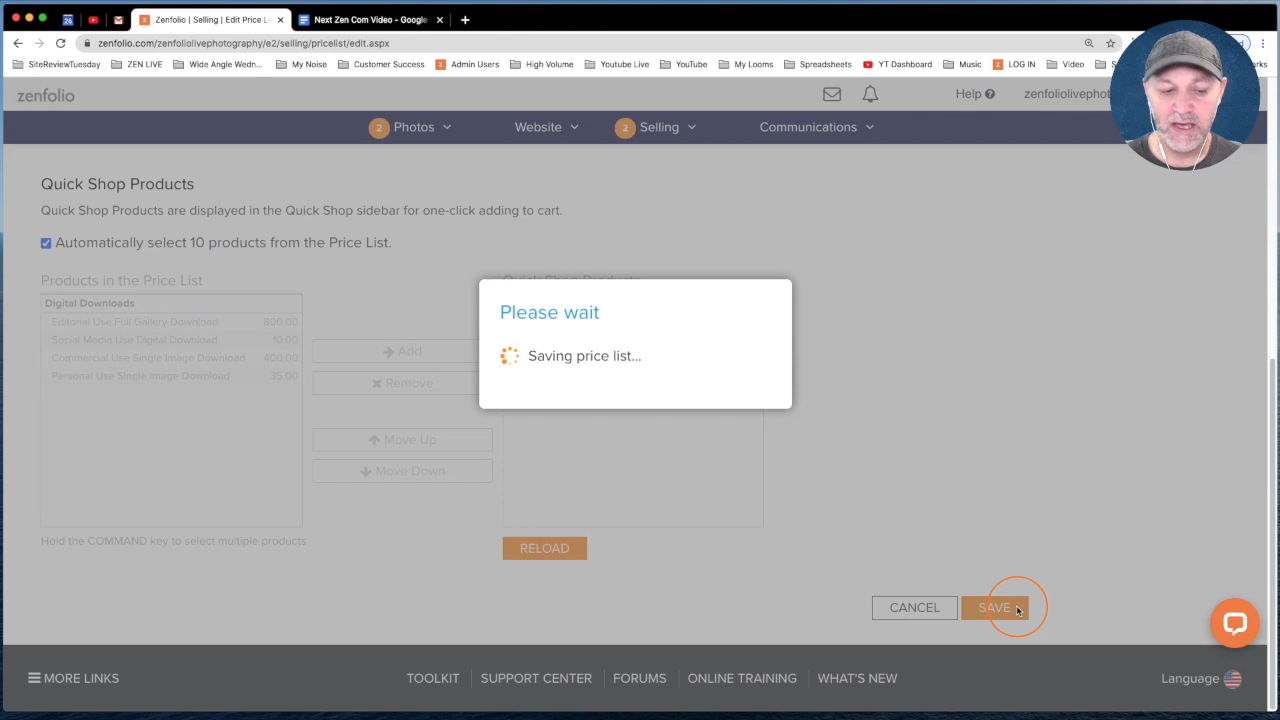 26
Zenfolio | Selling | Edit Price Li
Next Zen Com Video - Google
zenfolio.com/zenfoliolivephotography/e2/selling/pricelist/edit.aspx
SiteReviewTuesday
ZEN LIVE
Wide Angle Wedn...
My Noise
Customer Success
Admin Users
High Volume
Youtube Live
YouTube
My Looms
Spreadsheets
YT Dashboard
Music
LOG IN
Video
zenfolio
Help
zenfoliolivephot
2 Photos
Website
2 Selling
Communications
Quick Shop Products
Quick Shop Products are displayed in the Quick Shop sidebar for one-click adding to cart.
Automatically select 10 products from the Price List.
Products in the Price List
Quick Shop Products
Digital Downloads
Editorial Use Full Gallery Download 800.00
Social Media Use Digital Download 10.00
Commercial Use Single Image Download 400.00
Personal Use Single Image Download 35.00
Add
Remove
Move Up
Move Down
Please wait
Saving price list...
Hold the COMMAND key to select multiple products
RELOAD
CANCEL
SAVE
MORE LINKS
TOOLKIT
SUPPORT CENTER
FORUMS
ONLINE TRAINING
WHAT'S NEW
Language